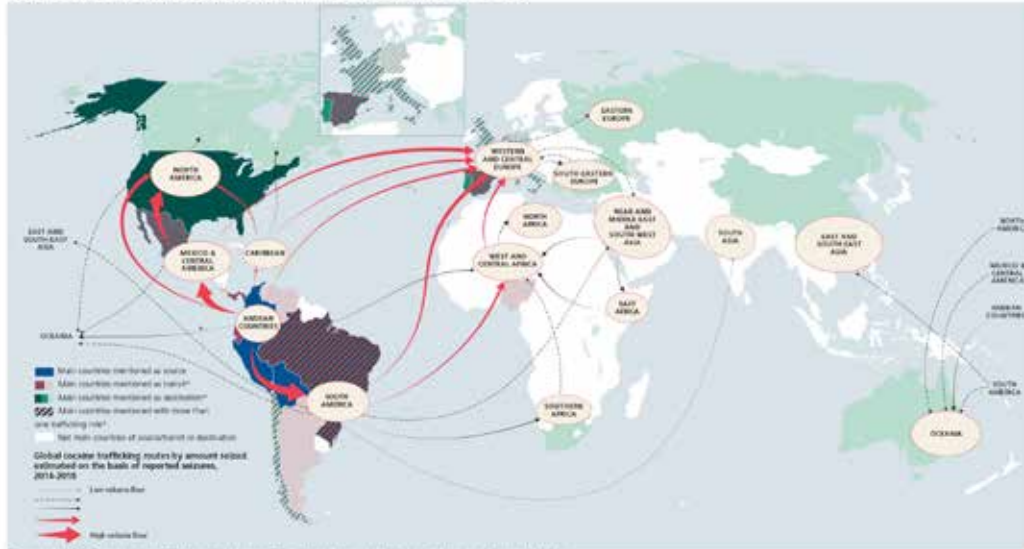 EASTERN
EUROPE
WESTERN
AND CENTRAL
EUROPE
NORTH
AMERICA
SOUTH EASTERN
EUROPE
NORTH
AFRICA
NEAR AND
MIDDLE EAST
AND
SOUTH WEST
ASIA
EAST AND
SOUTH EAST
ASIA
SOUTH
ASIA
EAST AND
SOUTH EAST
ASIA
NORTH
AMERICA
MEXICO &
CENTRAL
AMERICA
CARIBBEAN
WEST AND
CENTRAL AFRICA
MEXICO &
CENTRAL
AMERICA
EAST
AFRICA
ANDEAN
COUNTRIES
ANDEAN
COUNTRIES
OCEANIA
Main countries mentioned as source
Main countries mentioned as transit*
Main countries mentioned as destination*
Main countries mentioned with more than
one trafficking role*
Not main countries of source/transit or destination
SOUTH
AMERICA
SOUTHERN
AFRICA
SOUTH
AMERICA
OCEANIA
Global cocaine trafficking routes by amount seized
estimated on the basis of reported seizures,
2014-2018
Low volume flow
High volume flow